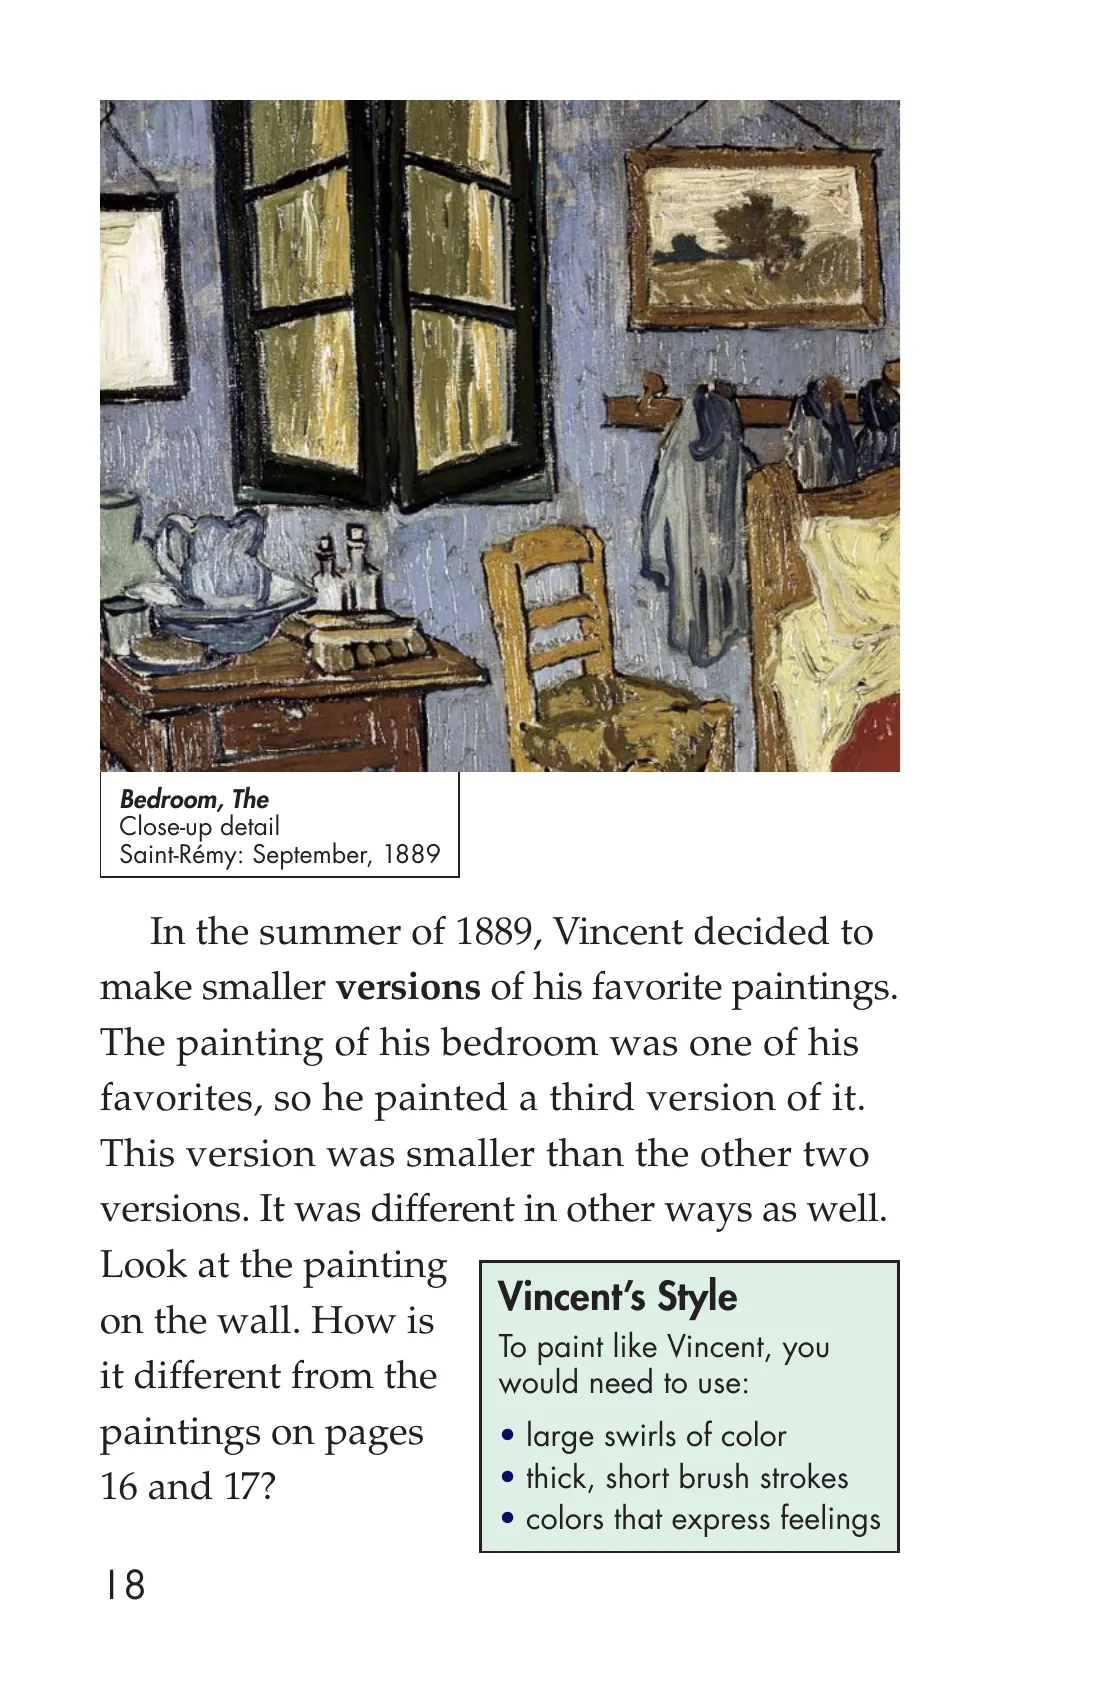 Bedroom, The
Close-up detail
Saint-Rémy: September, 1889
In the summer of 1889, Vincent decided to
make smaller versions of his favorite paintings.
The painting of his bedroom was one of his
favorites, so he painted a third version of it.
This version was smaller than the other two
versions. It was different in other ways as well.
Look at the painting
on the wall. How is
it different from the
paintings on pages
16 and 17?
Vincent’s Style
To paint like Vincent, you
would need to use:
• large swirls of color
• thick, short brush strokes
• colors that express feelings
18